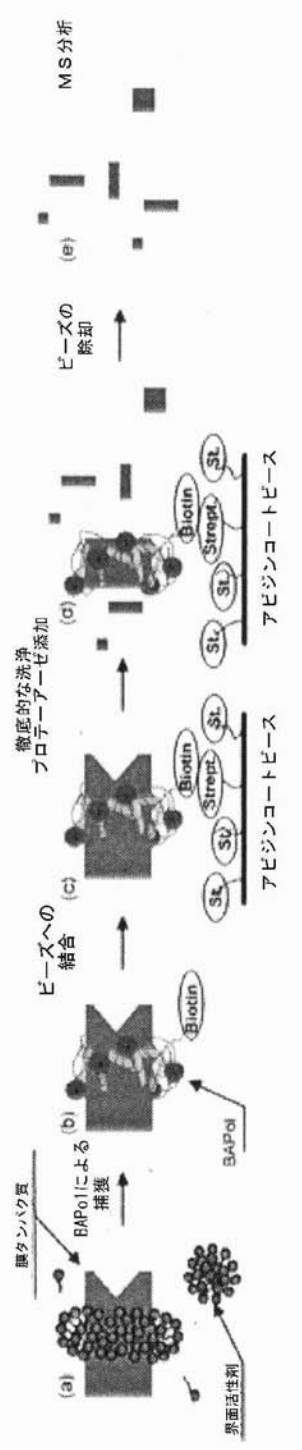 膜タンパク質
(a)
界面活性剤
BAPolによる
捕獲
(b)
Biotin
BAPol
ビーズへの
結合
(c)
Biotin
St.
St.
Strept.
St.
アビジンコートビーズ
徹底的な洗浄
プロテーアーゼ添加
(d)
Biotin
St.
St.
Strept.
St.
アビジンコートビーズ
ビーズの
除却
(e)
MS分析